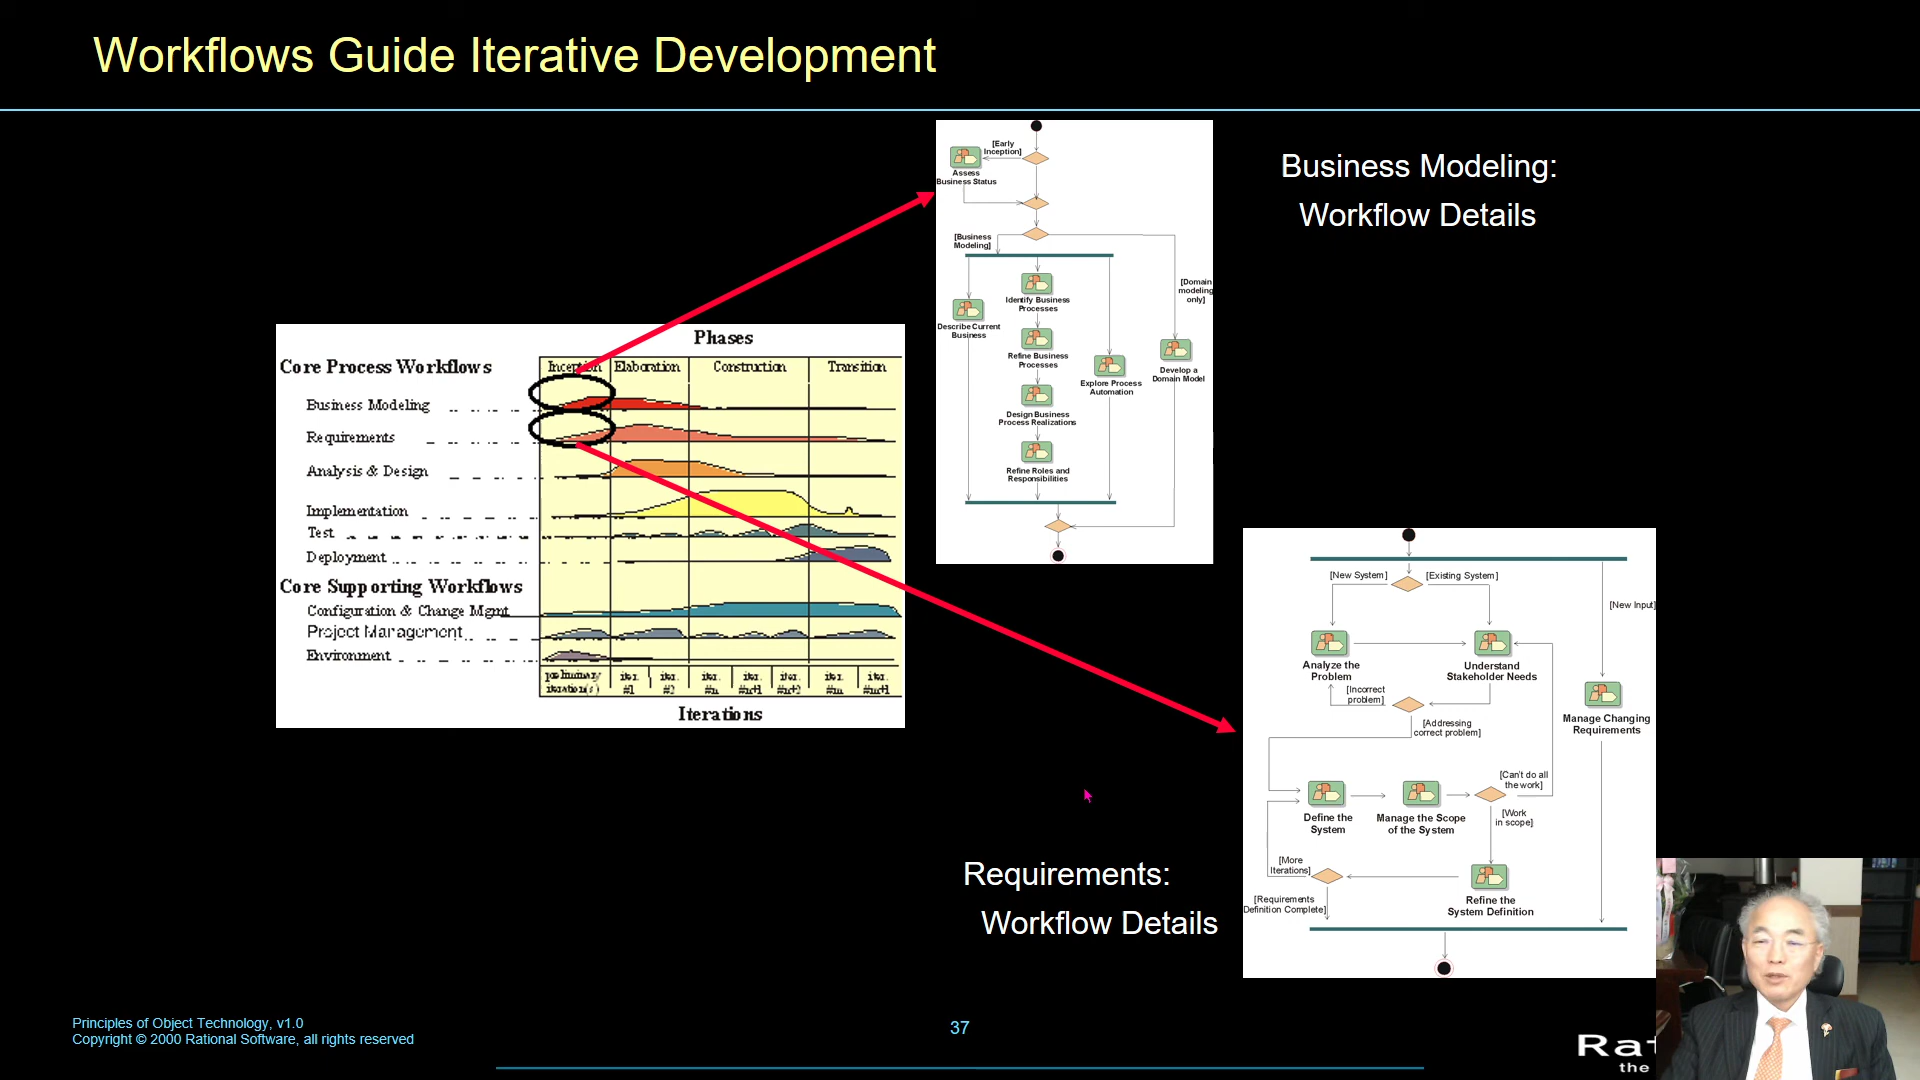 Workflows Guide Iterative Development
[Early
Inception]
Assess
Business Status
[Business
Modeling]
[Domain
modeling
only]
Identify Business
Processes
Describe Current
Business
Refine Business
Processes
Explore Process
Automation
Develop a
Domain Model
Design Business
Process Realizations
Refine Roles and
Responsibilities
Business Modeling:
Workflow Details
Phases
Core Process Workflows
Inception Elaboration Construction Transition
Business Modeling
Requirements
Analysis & Design
Implementation
Test
Deployment
Core Supporting Workflows
Configuration & Change Mgmt
Project Management
Environment
preliminary
iteration(s)
iter.
#1
iter.
#2
iter.
#n
iter.
#n+1
iter.
#n+2
iter.
#m
iter.
#m+1
Iterations
[New System]
[Existing System]
[New Input]
Analyze the
Problem
Understand
Stakeholder Needs
[Incorrect
problem]
[Addressing
correct problem]
Manage Changing
Requirements
[Can't do all
the work]
Define the
System
Manage the Scope
of the System
[Work
in scope]
[More
Iterations]
[Requirements
Definition Complete]
Refine the
System Definition
Requirements:
Workflow Details
Principles of Object Technology, v1.0
Copyright © 2000 Rational Software, all rights reserved
37
Rat
the